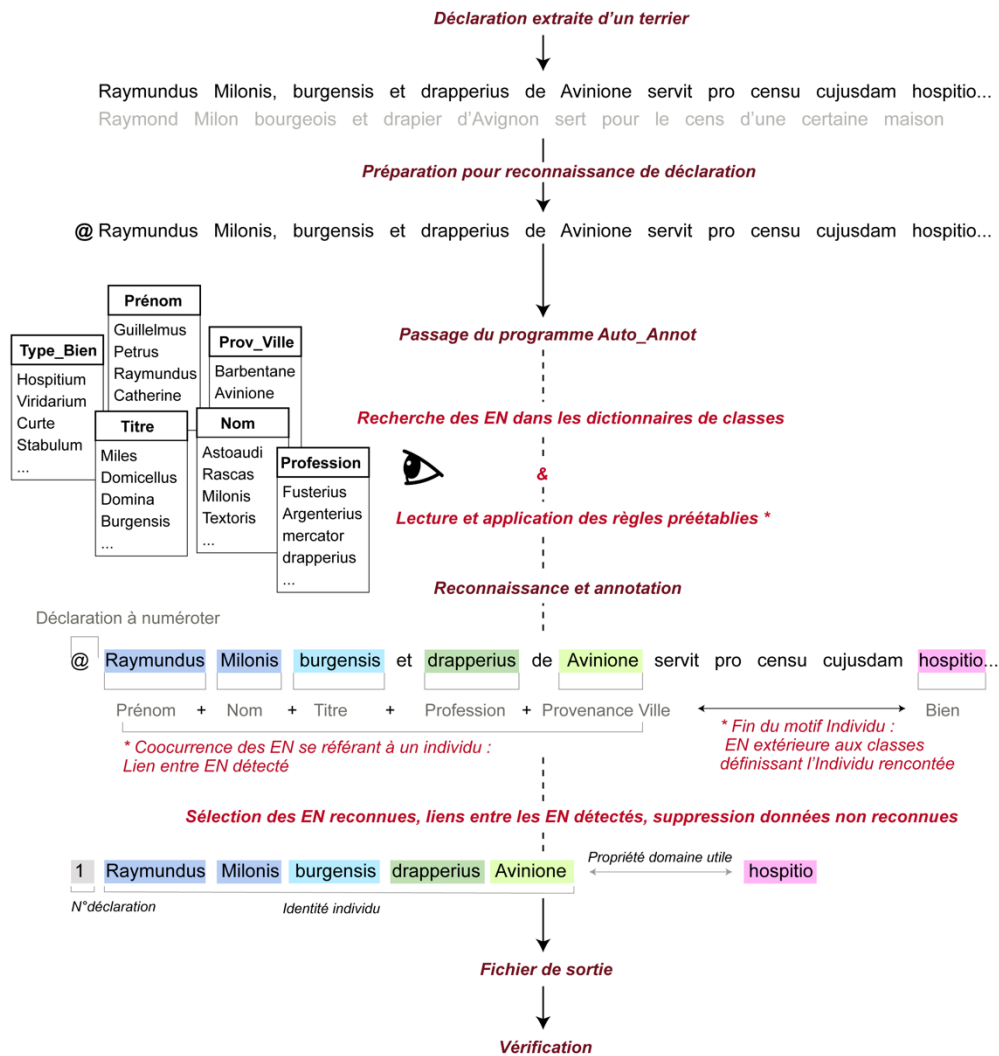 Déclaration extraite d'un terrier
Raymundus Milonis, burgensis et drapperius de Avinione servit pro censu cujusdam hospitio...
Raymond Milon bourgeois et drapier d'Avignon sert pour le cens d'une certaine maison
Préparation pour reconnaissance de déclaration
@ Raymundus Milonis, burgensis et drapperius de Avinione servit pro censu cujusdam hospitio...
Passage du programme Auto_Annot
Type_Bien
Hospitium
Viridarium
Curte
Stabulum
...
Prénom
Guillelmus
Petrus
Raymundus
Catherine
Prov_Ville
Barbentane
Avinione
Titre
Miles
Domicellus
Domina
Burgensis
...
Nom
Astoaudi
Rascas
Milonis
Textoris
...
Profession
Fusterius
Argenterius
mercator
drapperius
...
Recherche des EN dans les dictionnaires de classes
&
Lecture et application des règles préétablies *
Reconnaissance et annotation
Déclaration à numéroter
@ Raymundus Milonis burgensis et drapperius de Avinione servit pro censu cujusdam hospitio...
Prénom + Nom + Titre + Profession + Provenance Ville Bien
* Coocurrence des EN se référant à un individu :
Lien entre EN détecté
* Fin du motif Individu :
EN extérieure aux classes
définissant l'Individu rencontée
Sélection des EN reconnues, liens entre les EN détectés, suppression données non reconnues
1 Raymundus Milonis burgensis drapperius Avinione Propriété domaine utile hospitio
N°déclaration Identité individu
Fichier de sortie
Vérification